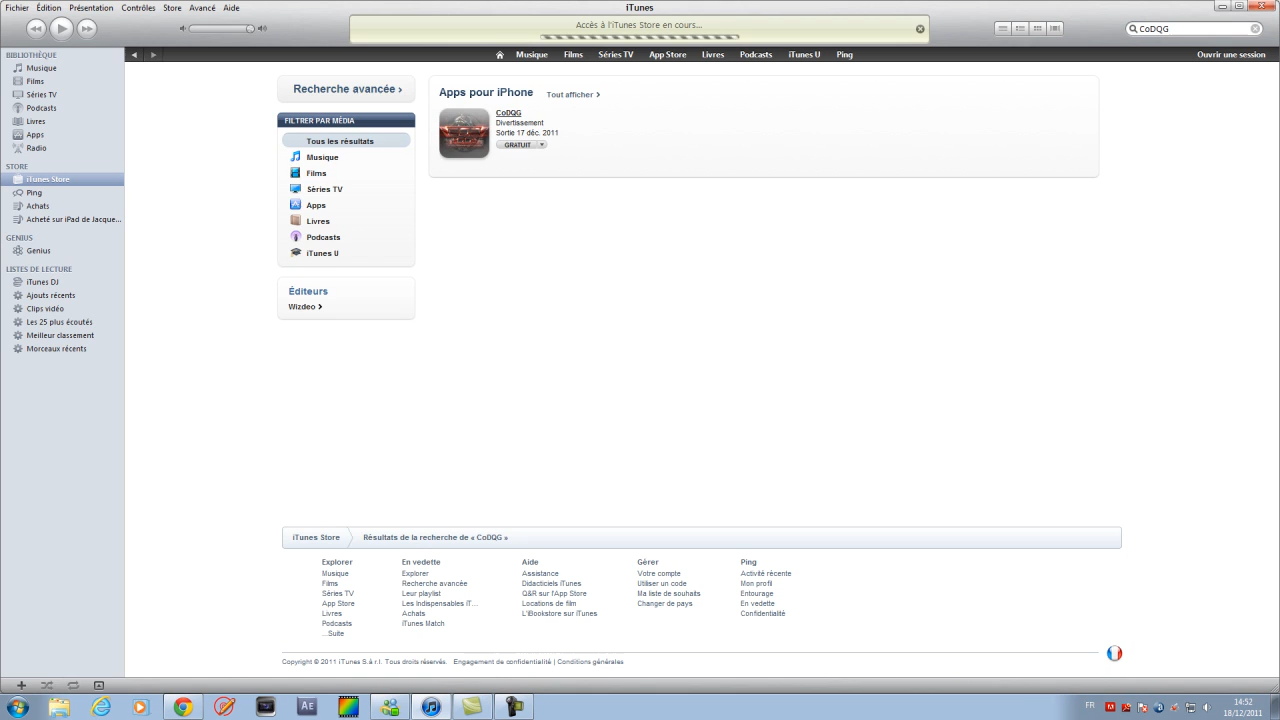 Fichier Édition Présentation Contrôles Store Avancé Aide
iTunes
Accès à l'iTunes Store en cours...
CoDQG
BIBLIOTHÈQUE
Musique
Films
Séries TV
Podcasts
Livres
Apps
Radio
STORE
iTunes Store
Ping
Achats
Acheté sur iPad de Jacque...
GENIUS
Genius
LISTES DE LECTURE
iTunes DJ
Ajouts récents
Clips vidéo
Les 25 plus écoutés
Meilleur classement
Morceaux récents
Musique Films Séries TV App Store Livres Podcasts iTunes U Ping
Ouvrir une session
Recherche avancée ›
FILTRER PAR MÉDIA
Tous les résultats
Musique
Films
Séries TV
Apps
Livres
Podcasts
iTunes U
Éditeurs
Wizdeo ›
Apps pour iPhone Tout afficher ›
CoDQG
Divertissement
Sortie 17 déc. 2011
GRATUIT
iTunes Store Résultats de la recherche de « CoDQG »
Explorer
Musique
Films
Séries TV
App Store
Livres
Podcasts
...Suite
En vedette
Explorer
Recherche avancée
Leur playlist
Les Indispensables iT...
Achats
iTunes Match
Aide
Assistance
Didacticiels iTunes
Q&R sur l'App Store
Locations de film
L'iBookstore sur iTunes
Gérer
Votre compte
Utiliser un code
Ma liste de souhaits
Changer de pays
Ping
Activité récente
Mon profil
Entourage
En vedette
Confidentialité
Copyright © 2011 iTunes S.à r.l. Tous droits réservés. Engagement de confidentialité | Conditions générales
AE
FR
14:52
18/12/2011